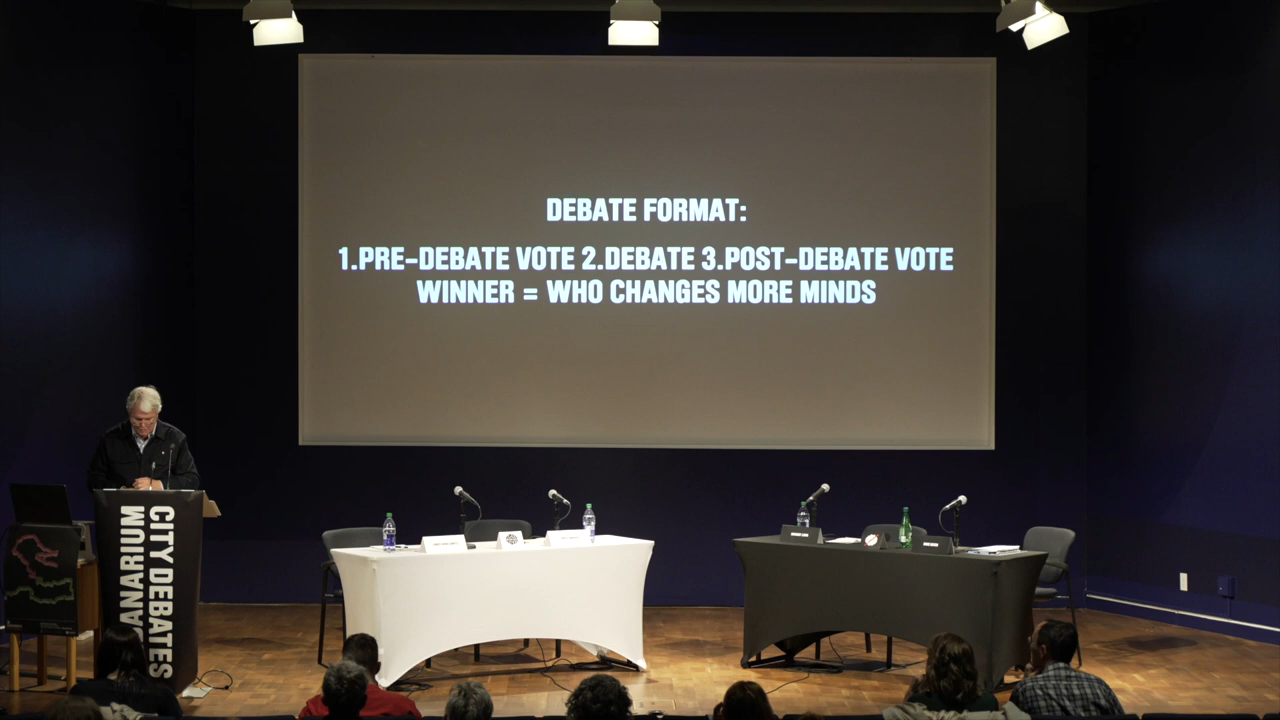 DEBATE FORMAT:
1.PRE-DEBATE VOTE 2.DEBATE 3.POST-DEBATE VOTE
WINNER = WHO CHANGES MORE MINDS
CITY DEBATES